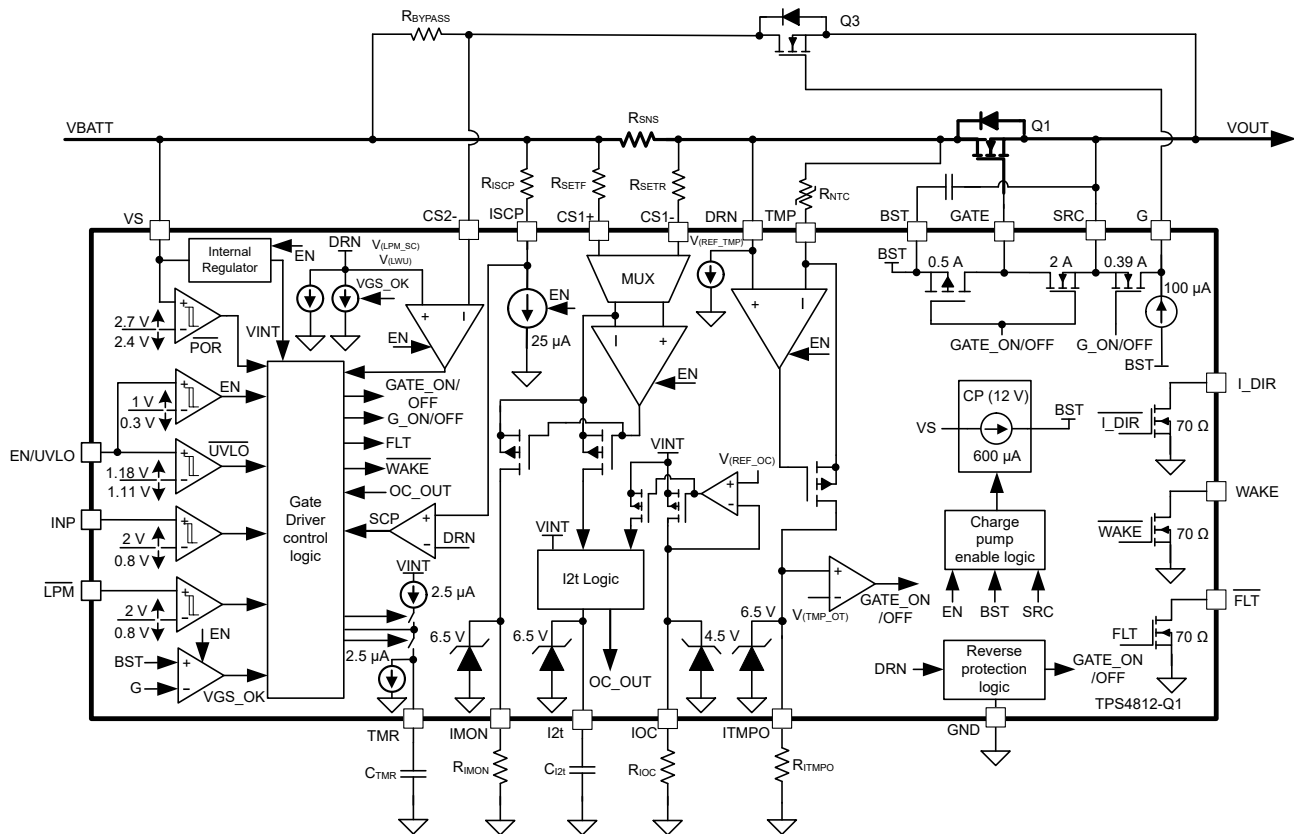 RBYPASS
Q3
VBATT
RSNS
Q1
VOUT
RISCP
RSETF
RSETR
RNTC
VS
CS2-
ISCP
CS1+
CS1-
DRN
TMP
BST
GATE
SRC
G
Internal
Regulator
EN
DRN
V(LPM_SC)
V(LWU)
VGS_OK
EN
MUX
V(REF_TMP)
BST
0.5 A
2 A
0.39 A
100 µA
2.7 V
2.4 V
POR
VINT
+
−
EN
25 µA
EN
EN
GATE_ON/OFF
G_ON/OFF
BST
1 V
0.3 V
EN
GATE_ON/
OFF
G_ON/OFF
FLT
WAKE
OC_OUT
CP (12 V)
VS
BST
600 µA
I_DIR
I_DIR
70 Ω
EN/UVLO
UVLO
1.18 V
1.11 V
VINT
V(REF_OC)
WAKE
WAKE
70 Ω
INP
2 V
0.8 V
Gate
Driver
control
logic
SCP
DRN
VINT
I2t Logic
Charge
pump
enable logic
EN
BST
SRC
LPM
2 V
0.8 V
VINT
2.5 µA
2.5 µA
V(TMP_OT)
GATE_ON
/OFF
FLT
FLT
70 Ω
EN
BST
G
VGS_OK
6.5 V
6.5 V
4.5 V
6.5 V
OC_OUT
DRN
Reverse
protection
logic
GATE_ON
/OFF
TPS4812-Q1
TMR
IMON
I2t
IOC
ITMPO
GND
CTMR
RIMON
CI2t
RIOC
RITMPO